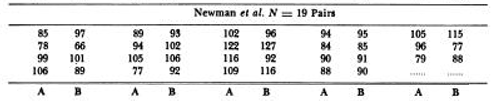 Newman et al. N = 19 Pairs
85 97 89 93 102 96 94 95 105 115
78 66 94 102 122 127 84 85 96 77
99 101 105 106 116 92 90 91 79 88
106 89 77 92 109 116 88 90 ...... ......
A B A B A B A B A B